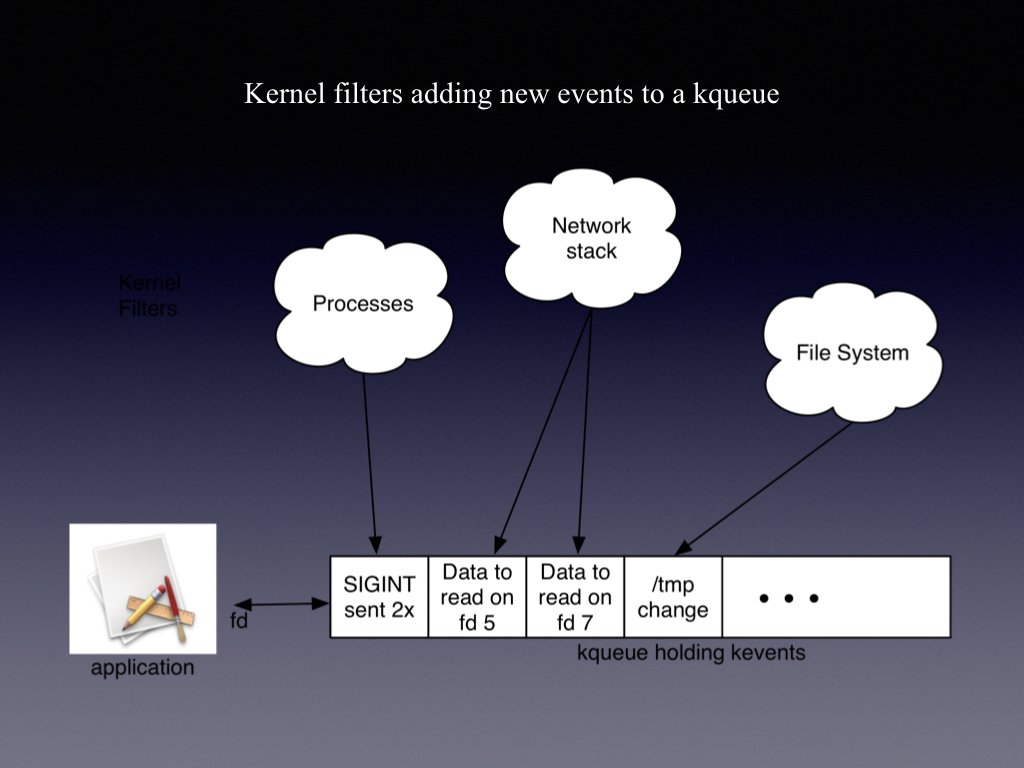 Kernel filters adding new events to a kqueue
Network
stack
Kernel
Filters
Processes
File System
SIGINT
sent 2x
Data to
read on
fd 5
Data to
read on
fd 7
/tmp
change
• • •
fd
kqueue holding kevents
application